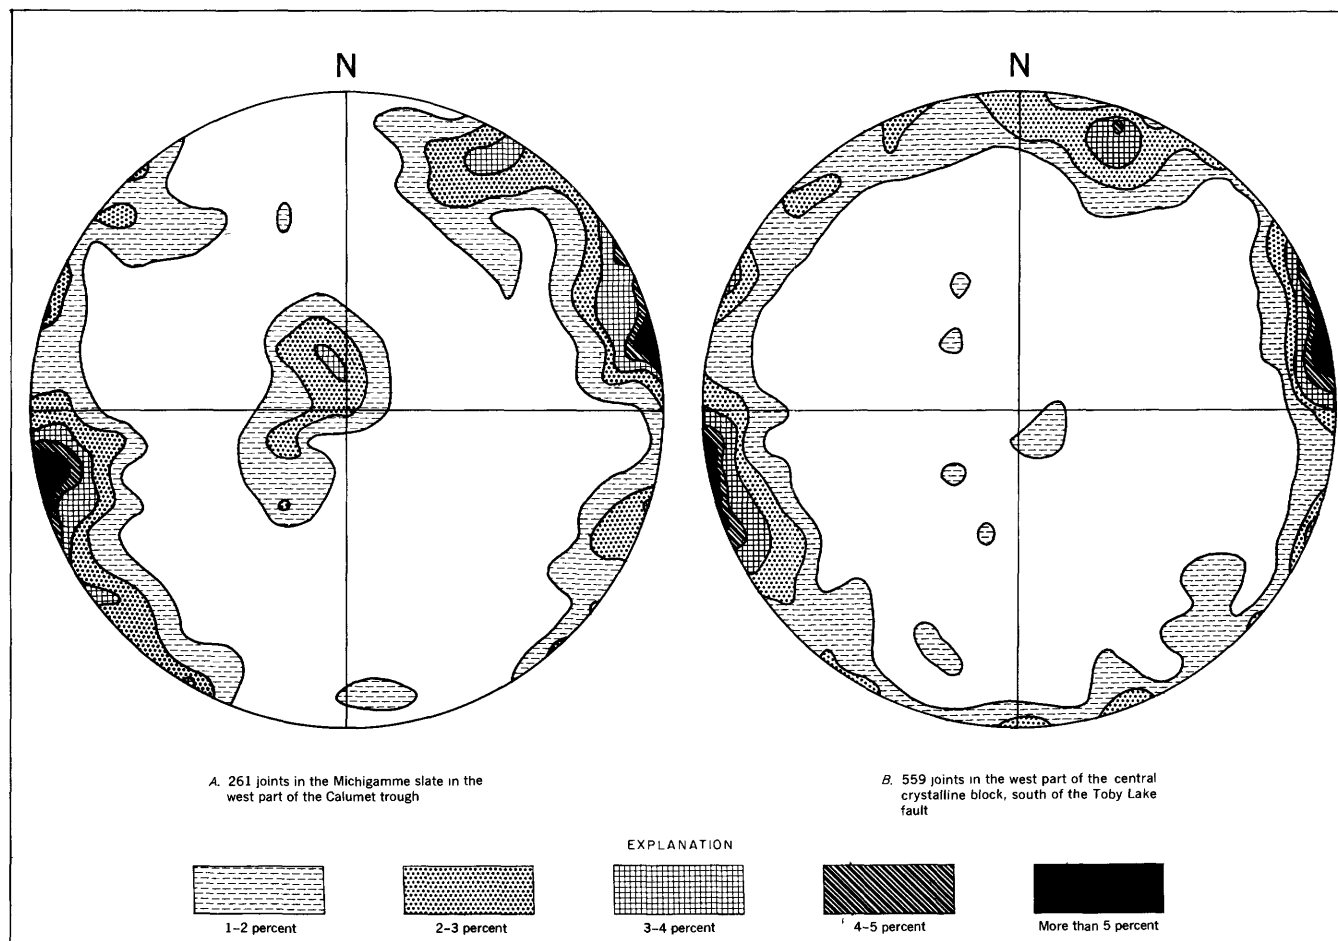 N
N
A. 261 joints in the Michigamme slate in the
west part of the Calumet trough
B. 559 joints in the west part of the central
crystalline block, south of the Toby Lake
fault
EXPLANATION
1-2 percent
2-3 percent
3-4 percent
4-5 percent
More than 5 percent